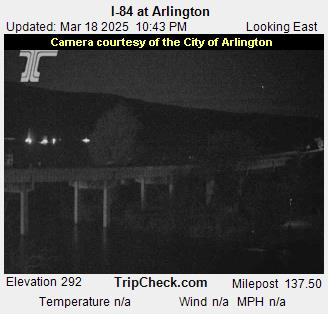 I-84 at Arlington
Updated: Mar 18 2025 10:43 PM Looking East
Camera courtesy of the City of Arlington
Elevation 292 TripCheck.com Milepost 137.50
Temperature n/a Wind n/a MPH n/a